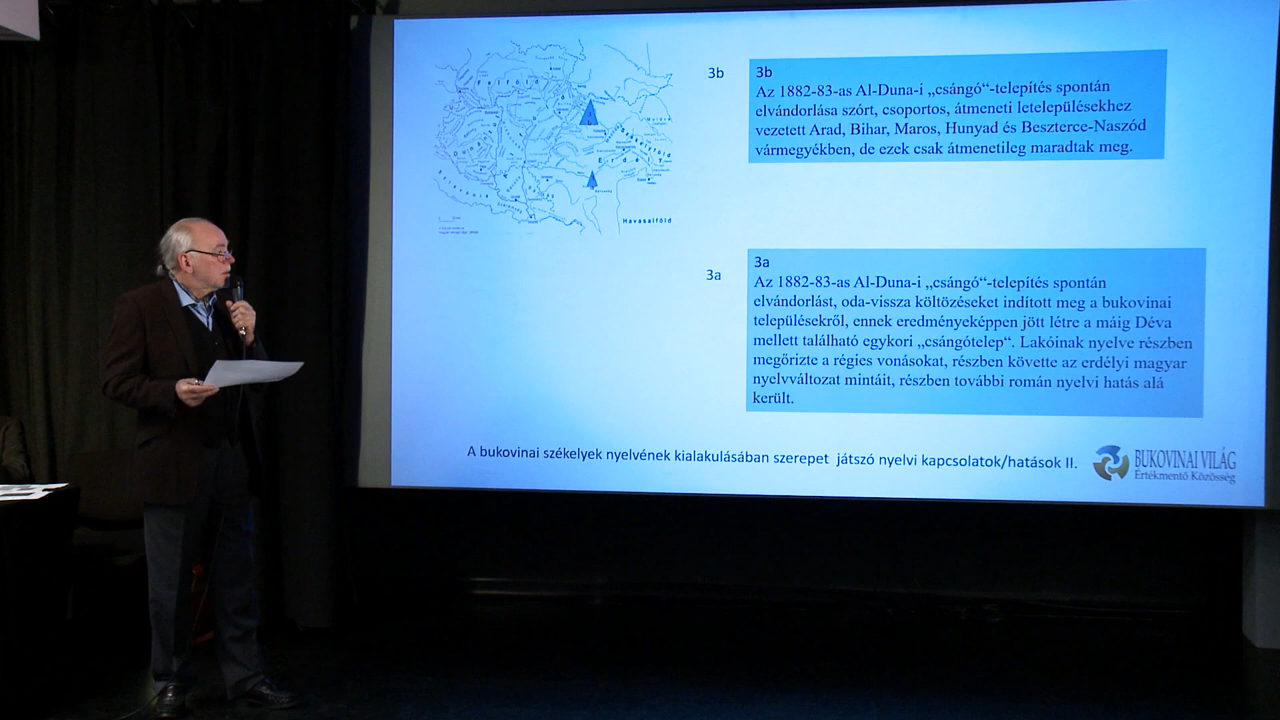 Felföld
Erdély
Havasalföld
3b
3b
Az 1882-83-as Al-Duna-i „csángó“-telepítés spontán
elvándorlása szórt, csoportos, átmeneti letelepülésekhez
vezetett Arad, Bihar, Maros, Hunyad és Beszterce-Naszód
vármegyékben, de ezek csak átmenetileg maradtak meg.
3a
3a
Az 1882-83-as Al-Duna-i „csángó“-telepítés spontán
elvándorlást, oda-vissza költözéseket indított meg a bukovinai
településekről, ennek eredményeképpen jött létre a máig Déva
mellett található egykori „csángótelep“. Lakóinak nyelve részben
megőrizte a régies vonásokat, részben követte az erdélyi magyar
nyelvváltozat mintáit, részben további román nyelvi hatás alá
került.
A bukovinai székelyek nyelvének kialakulásában szerepet játszó nyelvi kapcsolatok/hatások II.
BUKOVINAI VILÁG
Értékmentő Közösség